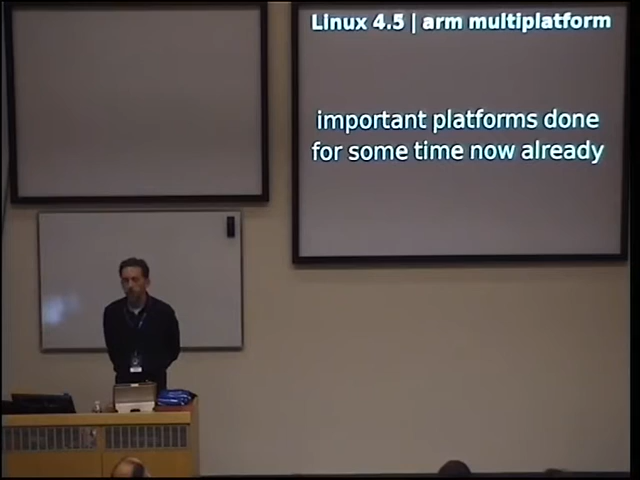 Linux 4.5 | arm multiplatform
important platforms done
for some time now already